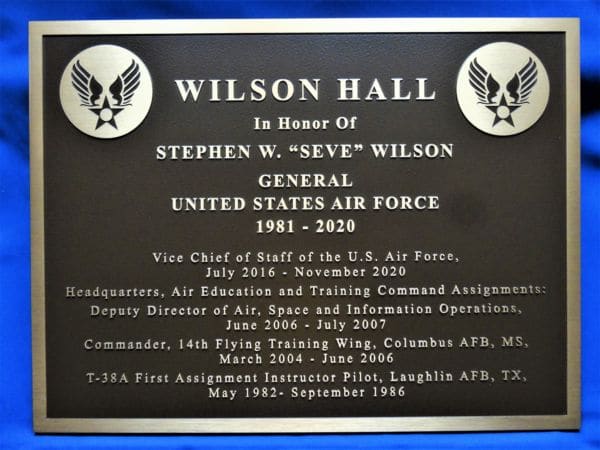 WILSON HALL
In Honor Of
STEPHEN W. “SEVE” WILSON
GENERAL
UNITED STATES AIR FORCE
1981 - 2020
Vice Chief of Staff of the U.S. Air Force,
July 2016 - November 2020
Headquarters, Air Education and Training Command Assignments:
Deputy Director of Air, Space and Information Operations,
June 2006 - July 2007
Commander, 14th Flying Training Wing, Columbus AFB, MS,
March 2004 - June 2006
T-38A First Assignment Instructor Pilot, Laughlin AFB, TX,
May 1982- September 1986